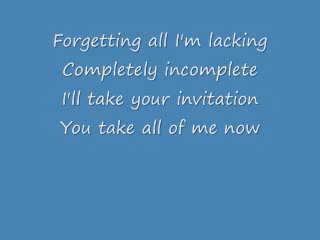 Forgetting all I'm lacking
Completely incomplete
I'll take your invitation
You take all of me now